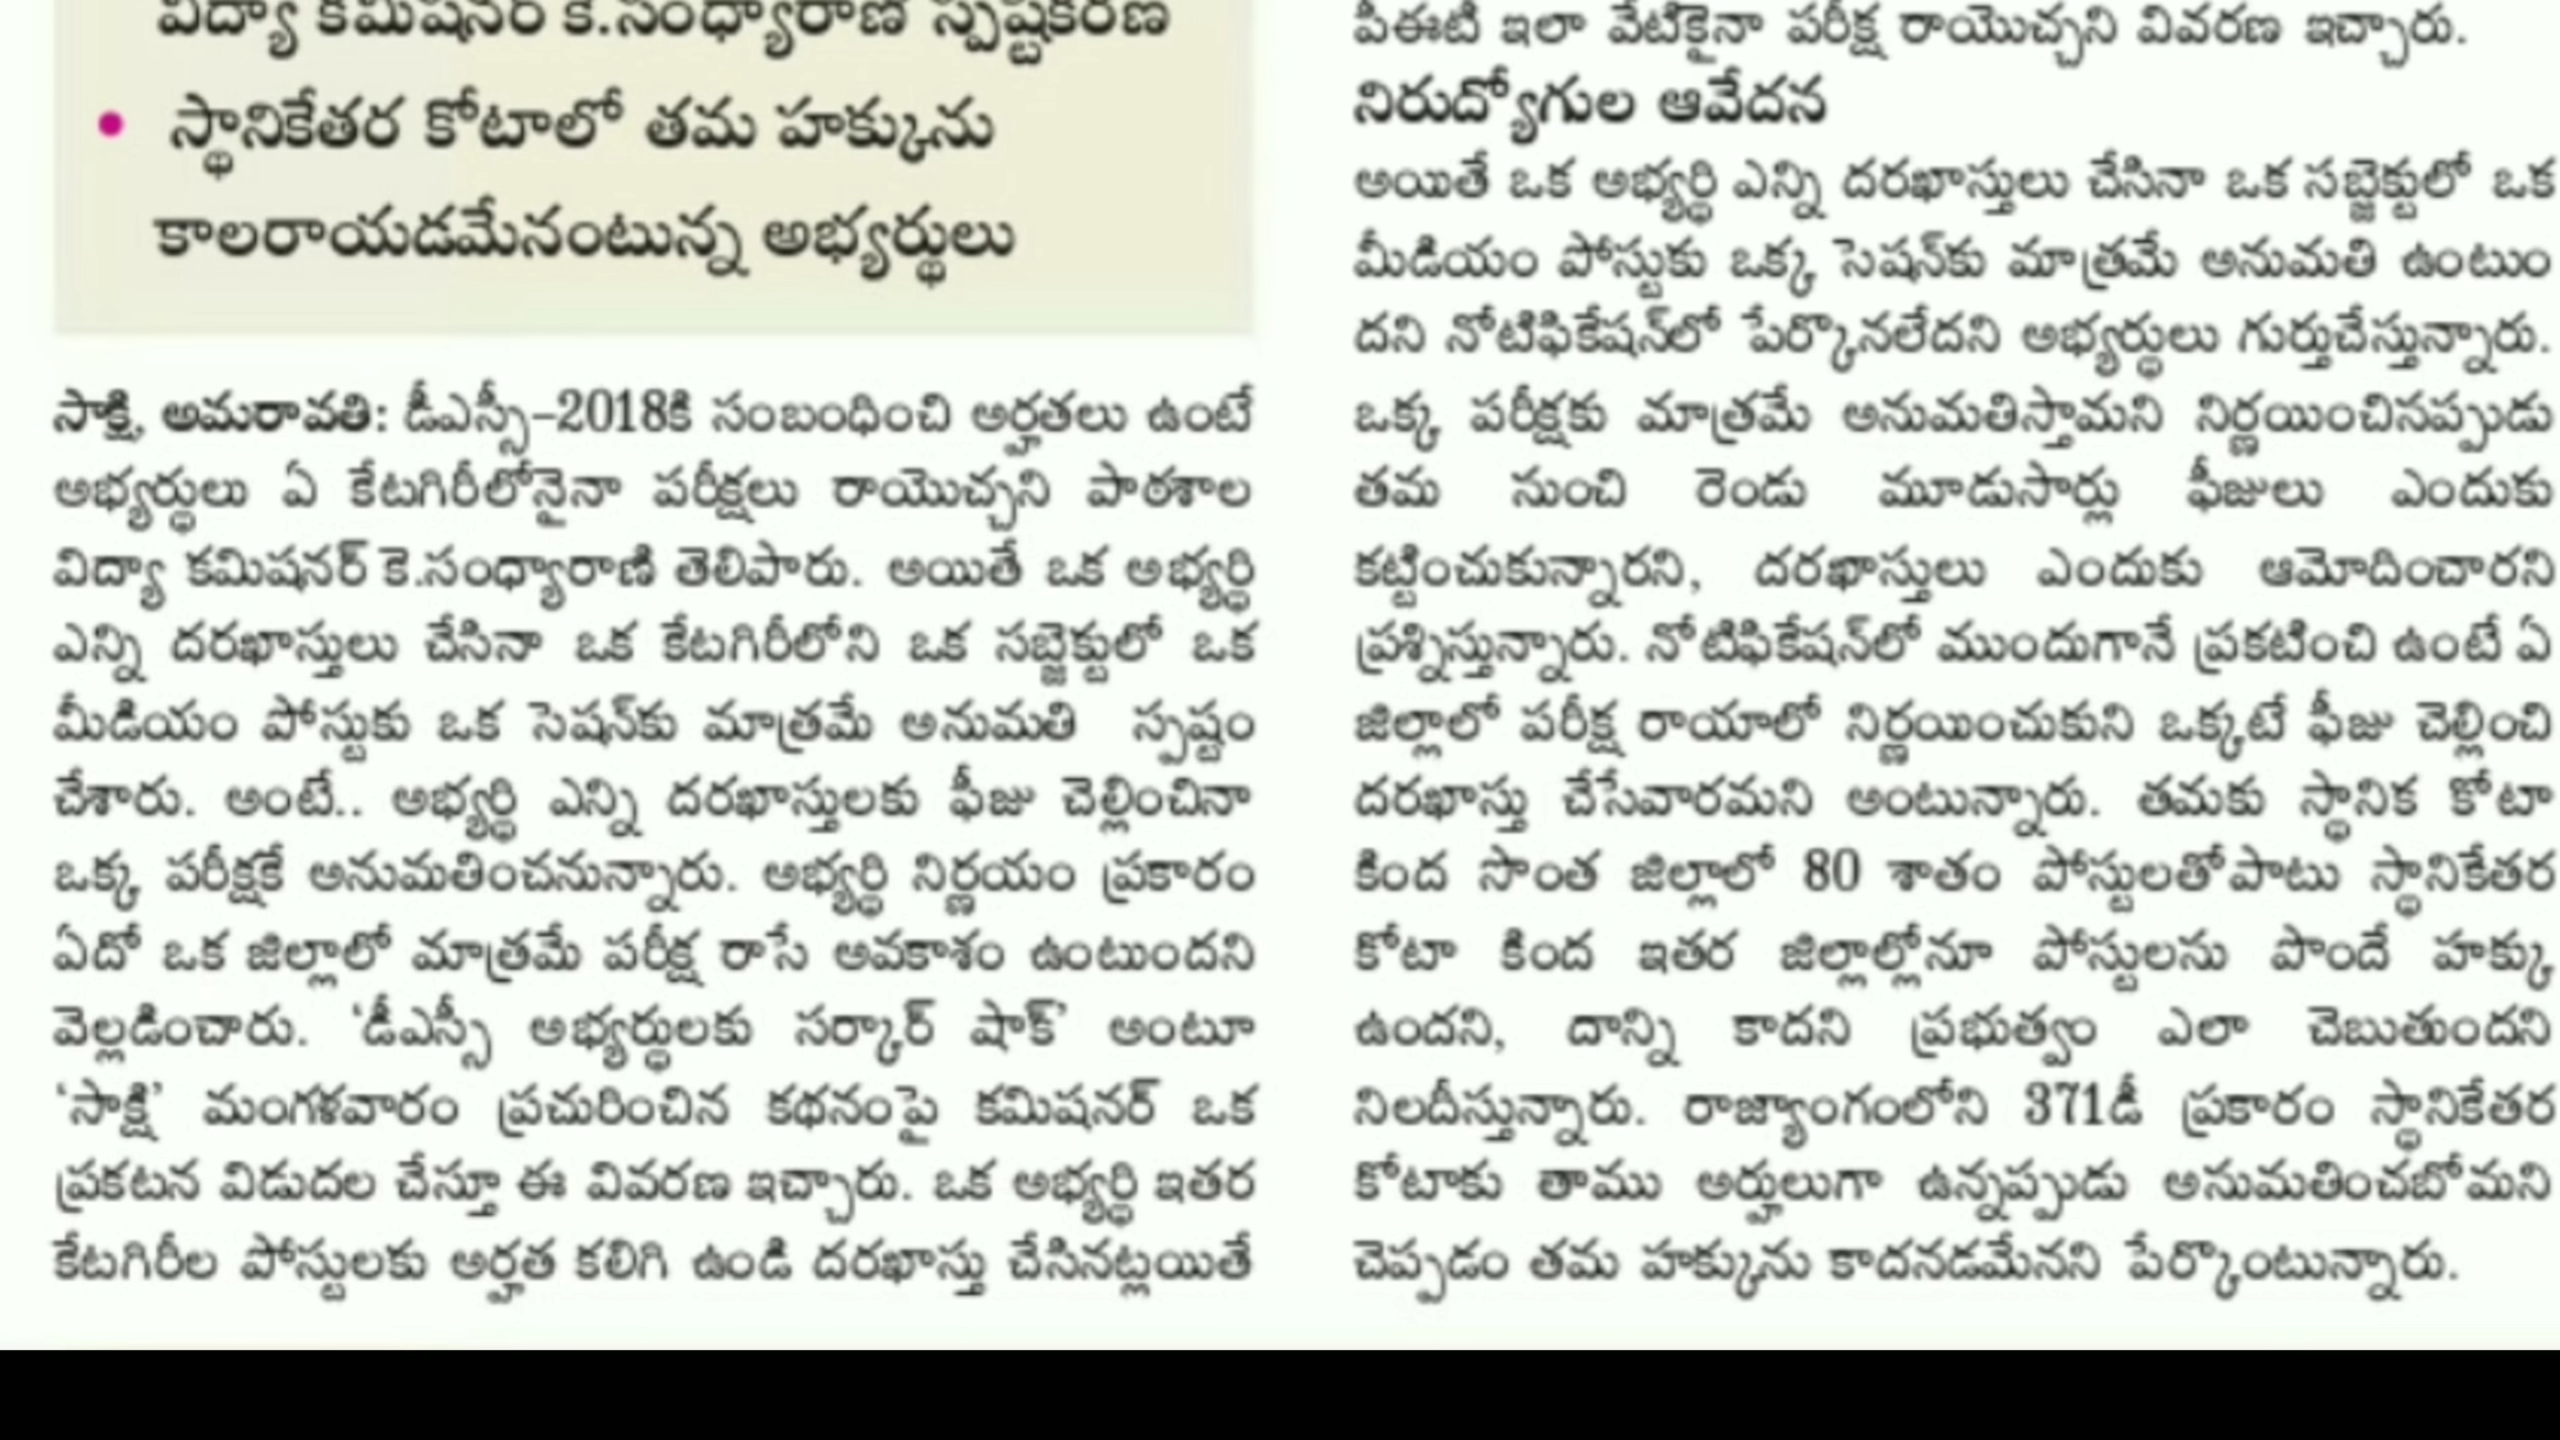 విద్యా కమిషనర్ కె.సంధ్యారాణి స్పష్టీకరణ
• స్థానికేతర కోటాలో తమ హక్కును
కాలరాయడమేనంటున్న అభ్యర్థులు
సాక్షి, అమరావతి: డీఎస్సీ–2018కి సంబంధించి అర్హతలు ఉంటే
అభ్యర్థులు ఏ కేటగిరీలోనైనా పరీక్షలు రాయొచ్చని పాఠశాల
విద్యా కమిషనర్ కె.సంధ్యారాణి తెలిపారు. అయితే ఒక అభ్యర్థి
ఎన్ని దరఖాస్తులు చేసినా ఒక కేటగిరీలోని ఒక సబ్జెక్టులో ఒక
మీడియం పోస్టుకు ఒక సెషన్‌కు మాత్రమే అనుమతి స్పష్టం
చేశారు. అంటే.. అభ్యర్థి ఎన్ని దరఖాస్తులకు ఫీజు చెల్లించినా
ఒక్క పరీక్షకే అనుమతించనున్నారు. అభ్యర్థి నిర్ణయం ప్రకారం
ఏదో ఒక జిల్లాలో మాత్రమే పరీక్ష రాసే అవకాశం ఉంటుందని
వెల్లడించారు. ‘డీఎస్సీ అభ్యర్థులకు సర్కార్ షాక్’ అంటూ
‘సాక్షి’ మంగళవారం ప్రచురించిన కథనంపై కమిషనర్ ఒక
ప్రకటన విడుదల చేస్తూ ఈ వివరణ ఇచ్చారు. ఒక అభ్యర్థి ఇతర
కేటగిరీల పోస్టులకు అర్హత కలిగి ఉండి దరఖాస్తు చేసినట్లయితే
పీఈటీ ఇలా వేటికైనా పరీక్ష రాయొచ్చని వివరణ ఇచ్చారు.
నిరుద్యోగుల ఆవేదన
అయితే ఒక అభ్యర్థి ఎన్ని దరఖాస్తులు చేసినా ఒక సబ్జెక్టులో ఒక
మీడియం పోస్టుకు ఒక్క సెషన్‌కు మాత్రమే అనుమతి ఉంటుం
దని నోటిఫికేషన్‌లో పేర్కొనలేదని అభ్యర్థులు గుర్తుచేస్తున్నారు.
ఒక్క పరీక్షకు మాత్రమే అనుమతిస్తామని నిర్ణయించినప్పుడు
తమ నుంచి రెండు మూడుసార్లు ఫీజులు ఎందుకు
కట్టించుకున్నారని, దరఖాస్తులు ఎందుకు ఆమోదించారని
ప్రశ్నిస్తున్నారు. నోటిఫికేషన్‌లో ముందుగానే ప్రకటించి ఉంటే ఏ
జిల్లాలో పరీక్ష రాయాలో నిర్ణయించుకుని ఒక్కటే ఫీజు చెల్లించి
దరఖాస్తు చేసేవారమని అంటున్నారు. తమకు స్థానిక కోటా
కింద సొంత జిల్లాలో 80 శాతం పోస్టులతోపాటు స్థానికేతర
కోటా కింద ఇతర జిల్లాల్లోనూ పోస్టులను పొందే హక్కు
ఉందని, దాన్ని కాదని ప్రభుత్వం ఎలా చెబుతుందని
నిలదీస్తున్నారు. రాజ్యాంగంలోని 371డీ ప్రకారం స్థానికేతర
కోటాకు తాము అర్హులుగా ఉన్నప్పుడు అనుమతించబోమని
చెప్పడం తమ హక్కును కాదనడమేనని పేర్కొంటున్నారు.